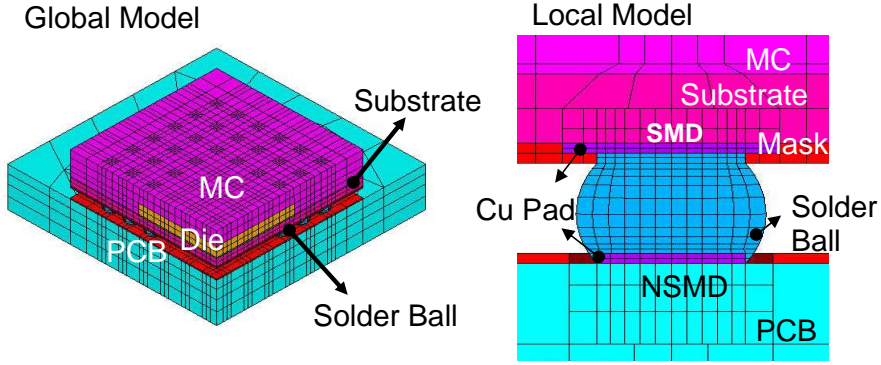 Global Model
Substrate
MC
Die
PCB
Solder Ball
Local Model
MC
Substrate
SMD
Mask
Cu Pad
Solder
Ball
NSMD
PCB